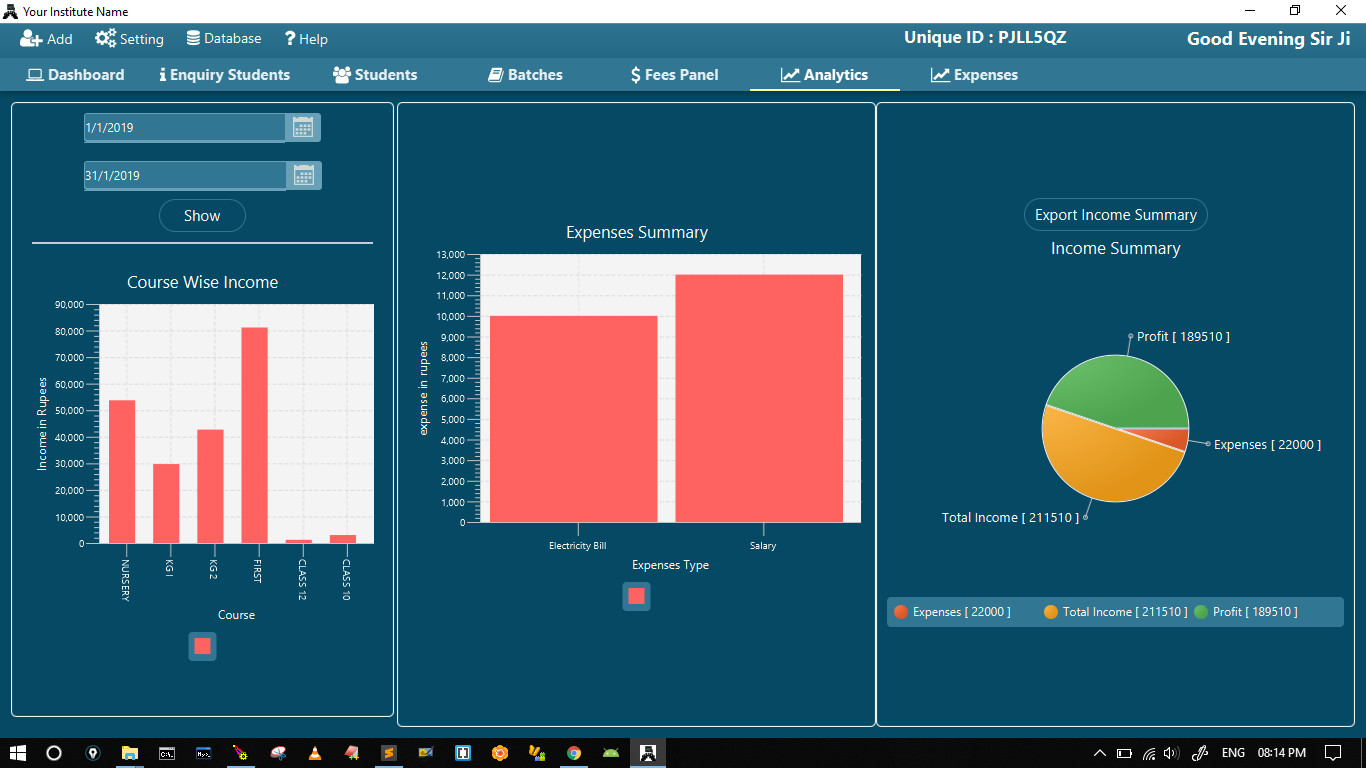 Your Institute Name
Add Setting Database ? Help Unique ID : PJLL5QZ Good Evening Sir Ji
Dashboard Enquiry Students Students Batches $ Fees Panel Analytics Expenses
1/1/2019
31/1/2019
Show
Course Wise Income
90,000
80,000
70,000
60,000
50,000
40,000
30,000
20,000
10,000
0
Income in Rupees
NURSERY KG I KG 2 FIRST CLASS 12 CLASS 10
Course
Expenses Summary
13,000
12,000
11,000
10,000
9,000
8,000
7,000
6,000
5,000
4,000
3,000
2,000
1,000
0
expense in rupees
Electricity Bill Salary
Expenses Type
Export Income Summary
Income Summary
Profit [ 189510 ]
Expenses [ 22000 ]
Total Income [ 211510 ]
Expenses [ 22000 ] Total Income [ 211510 ] Profit [ 189510 ]
ENG 08:14 PM